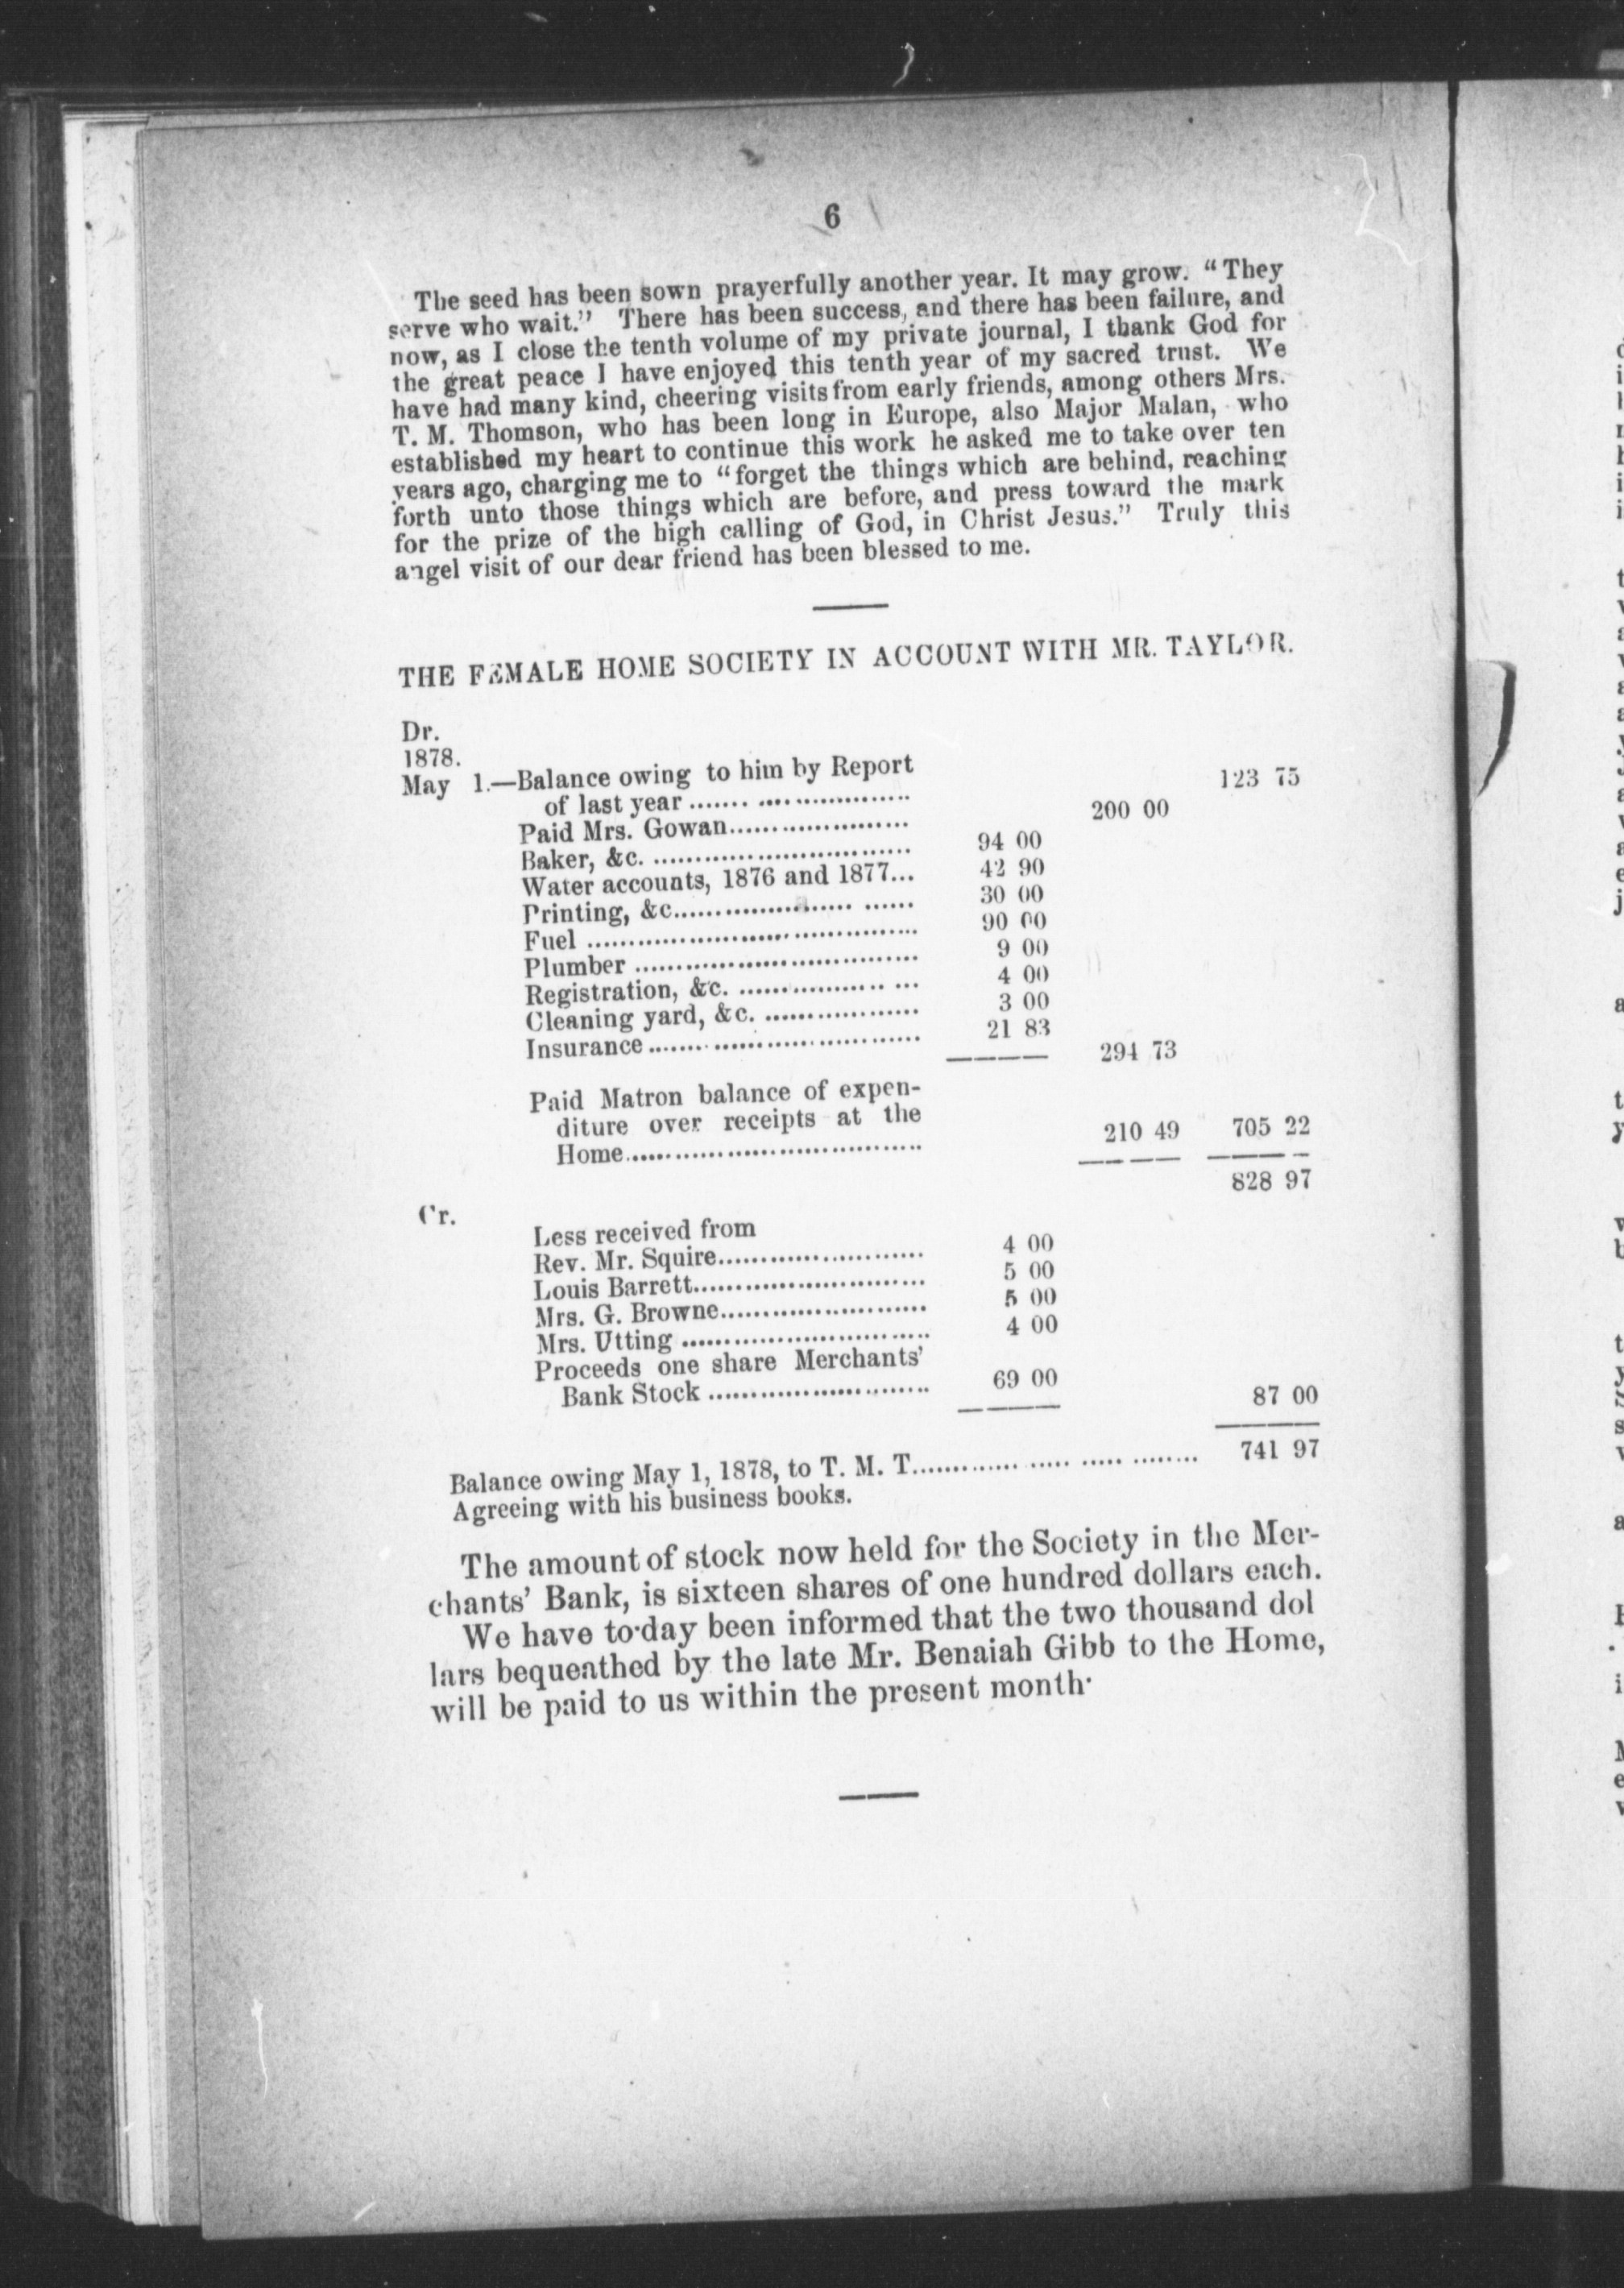 6
The seed has been sown prayerfully another year. It may grow. “They
serve who wait.” There has been success, and there has been failure, and
now, as I close the tenth volume of my private journal, I thank God for
the great peace I have enjoyed this tenth year of my sacred trust. We
have had many kind, cheering visits from early friends, among others Mrs.
T. M. Thomson, who has been long in Europe, also Major Malan, who
established my heart to continue this work he asked me to take over ten
years ago, charging me to “forget the things which are behind, reaching
forth unto those things which are before, and press toward the mark
for the prize of the high calling of God, in Christ Jesus.” Truly this
angel visit of our dear friend has been blessed to me.
THE FEMALE HOME SOCIETY IN ACCOUNT WITH MR. TAYLOR.
Dr.
1878.
May 1.—Balance owing to him by Report
of last year ........................ 123 75
Paid Mrs. Gowan..................... 200 00
Baker, &c. ............................... 94 00
Water accounts, 1876 and 1877... 42 90
Printing, &c........................... 30 00
Fuel ....................................... 90 00
Plumber .................................. 9 00
Registration, &c. ..................... 4 00
Cleaning yard, &c. ................... 3 00
Insurance ................................ 21 83
294 73
Paid Matron balance of expen-
diture over receipts at the
Home.................................... 210 49 705 22
828 97
Cr.
Less received from
Rev. Mr. Squire......................... 4 00
Louis Barrett............................ 5 00
Mrs. G. Browne......................... 5 00
Mrs. Utting .............................. 4 00
Proceeds one share Merchants’
Bank Stock ........................... 69 00
87 00
Balance owing May 1, 1878, to T. M. T.................................. 741 97
Agreeing with his business books.
The amount of stock now held for the Society in the Mer-
chants’ Bank, is sixteen shares of one hundred dollars each.
We have to-day been informed that the two thousand dol
lars bequeathed by the late Mr. Benaiah Gibb to the Home,
will be paid to us within the present month·